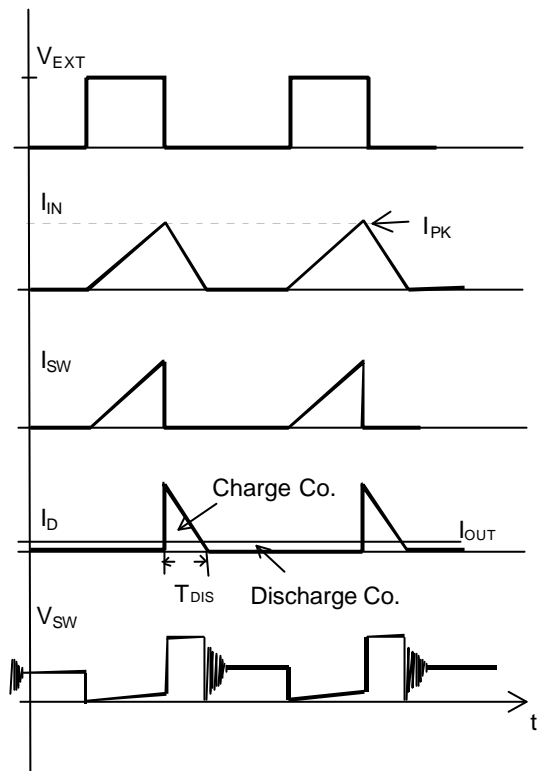 VEXT
IIN
IPK
ISW
Charge Co.
ID
IOUT
TDIS
Discharge Co.
VSW
t